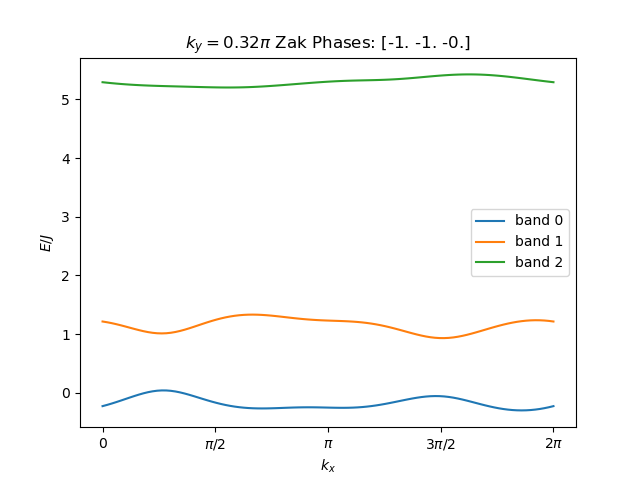 $k_y = 0.32\pi$ Zak Phases: [-1. -1. -0.]
5
4
3
2
1
0
E/J
band 0
band 1
band 2
0
π/2
π
3π/2
2π
$k_x$